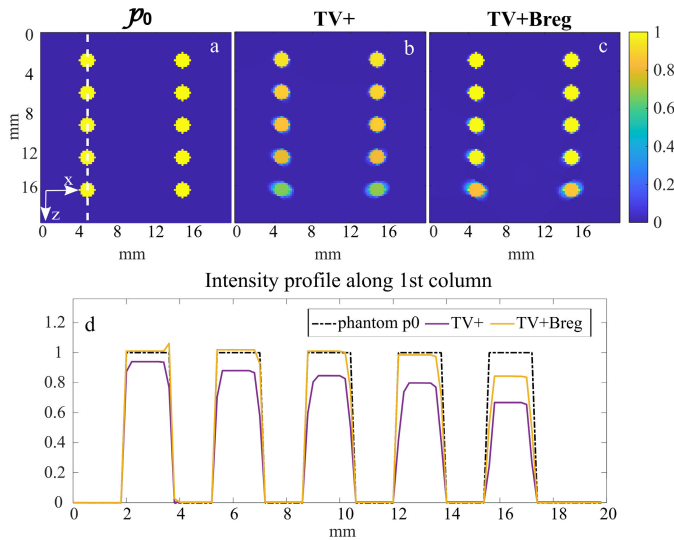 𝓅0 TV+ TV+Breg
0 a b c 1
4 0.8
mm 8 0.6
12 0.4
x 0.2
16
z 0
0 4 8 12 16 0 4 8 12 16 0 4 8 12 16
mm mm mm
Intensity profile along 1st column
d phantom p0 TV+ TV+Breg
1.2
1
0.8
0.6
0.4
0.2
0
0 2 4 6 8 10 12 14 16 18 20
mm